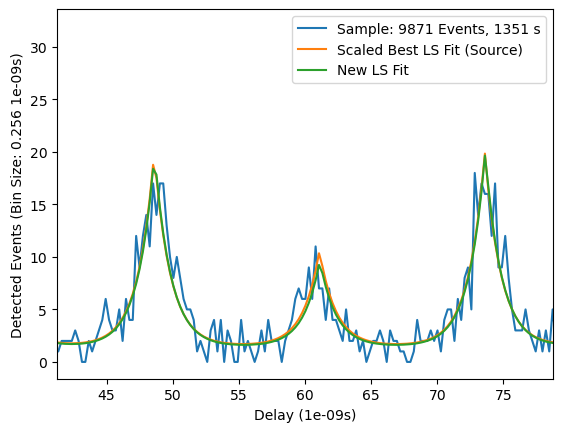 Sample: 9871 Events, 1351 s
Scaled Best LS Fit (Source)
New LS Fit
Detected Events (Bin Size: 0.256 1e-09s)
30
25
20
15
10
5
0
45 50 55 60 65 70 75
Delay (1e-09s)